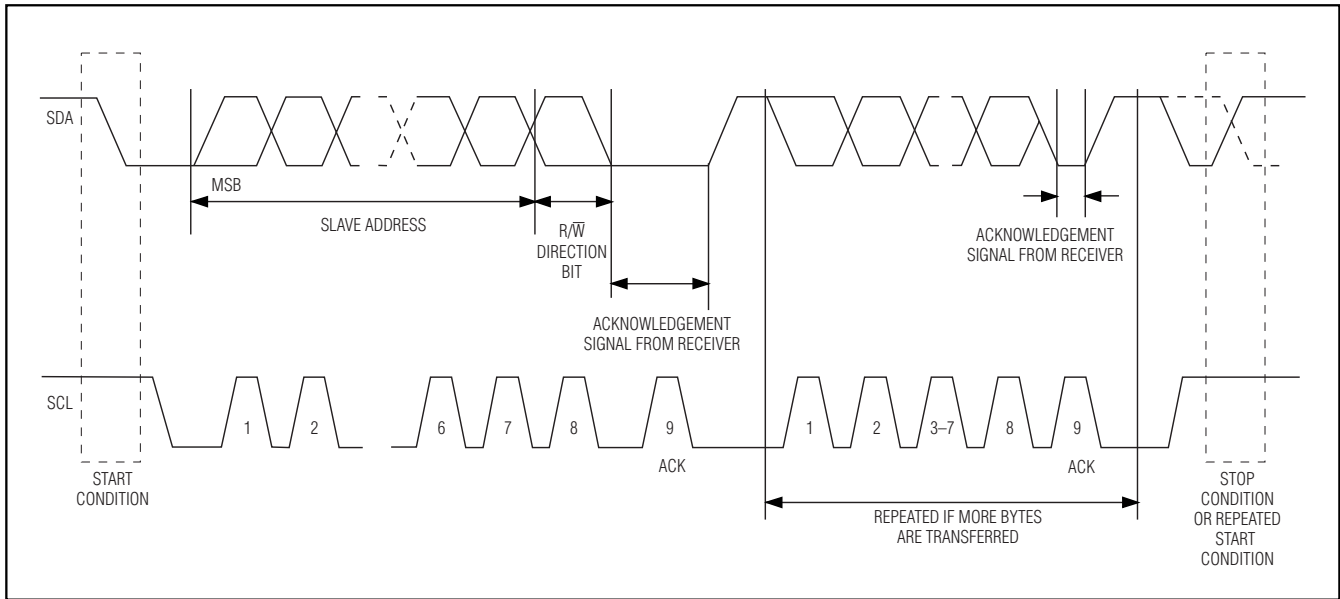 SDA
MSB
SLAVE ADDRESS
R/W̅
DIRECTION
BIT
ACKNOWLEDGEMENT
SIGNAL FROM RECEIVER
ACKNOWLEDGEMENT
SIGNAL FROM RECEIVER
SCL
1 2 6 7 8 9 1 2 3–7 8 9
ACK
ACK
START
CONDITION
REPEATED IF MORE BYTES
ARE TRANSFERRED
STOP
CONDITION
OR REPEATED
START
CONDITION